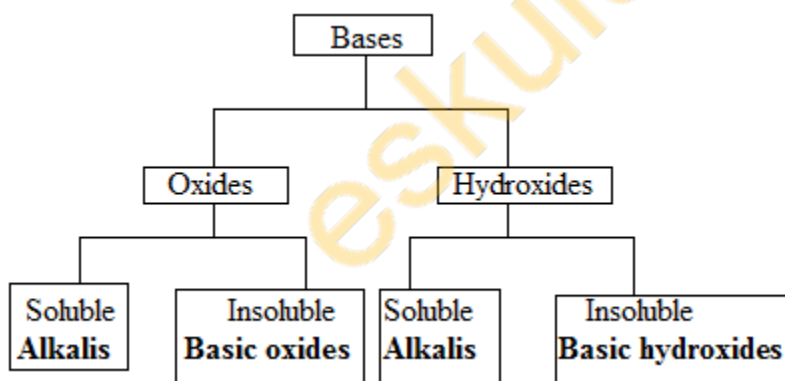 Bases
Oxides
Hydroxides
Soluble
Alkalis
Insoluble
Basic oxides
Soluble
Alkalis
Insoluble
Basic hydroxides